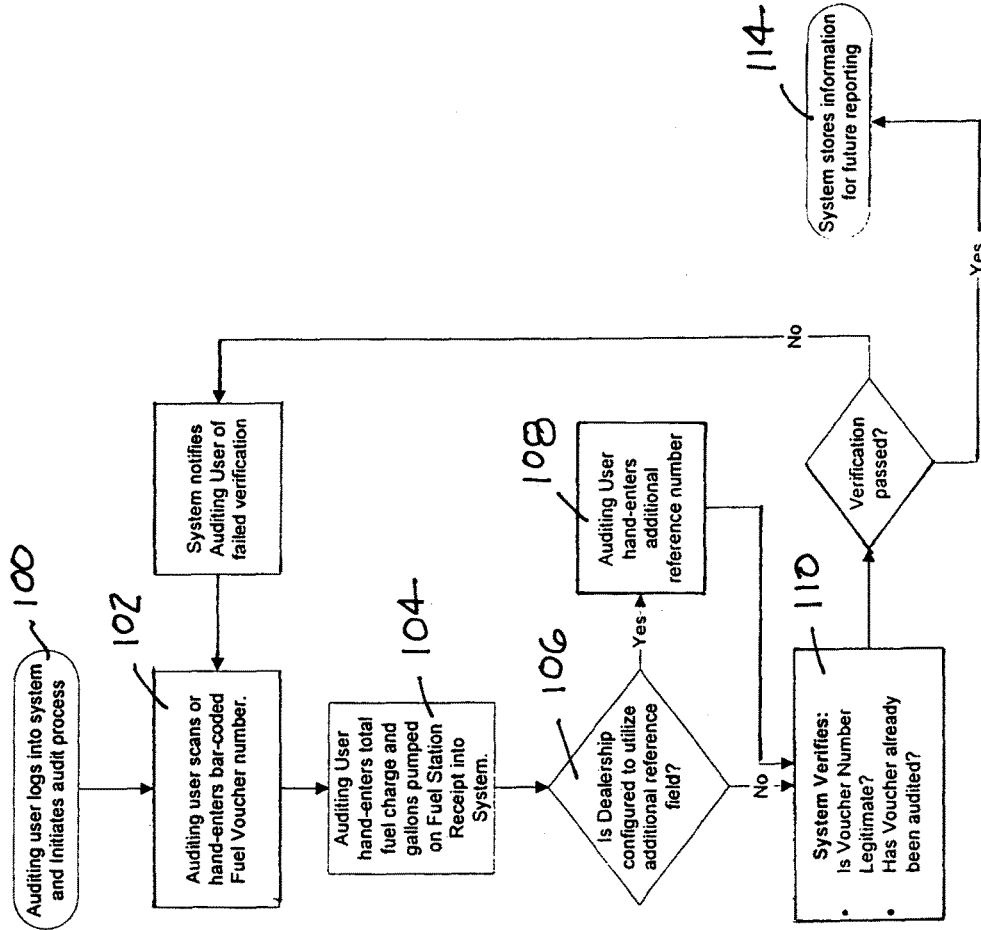 Auditing user logs into system
and Initiates audit process
100
102
Auditing user scans or
hand-enters bar-coded
Fuel Voucher number.
System notifies
Auditing User of
failed verification
104
Auditing User
hand-enters total
fuel charge and
gallons pumped
on Fuel Station
Receipt into
System.
106
Is Dealership
configured to utilize
additional reference
field?
Yes
No
108
Auditing User
hand-enters
additional
reference number
110
System Verifies:
• Is Voucher Number
Legitimate?
• Has Voucher already
been audited?
Verification
passed?
No
Yes
114
System stores information
for future reporting